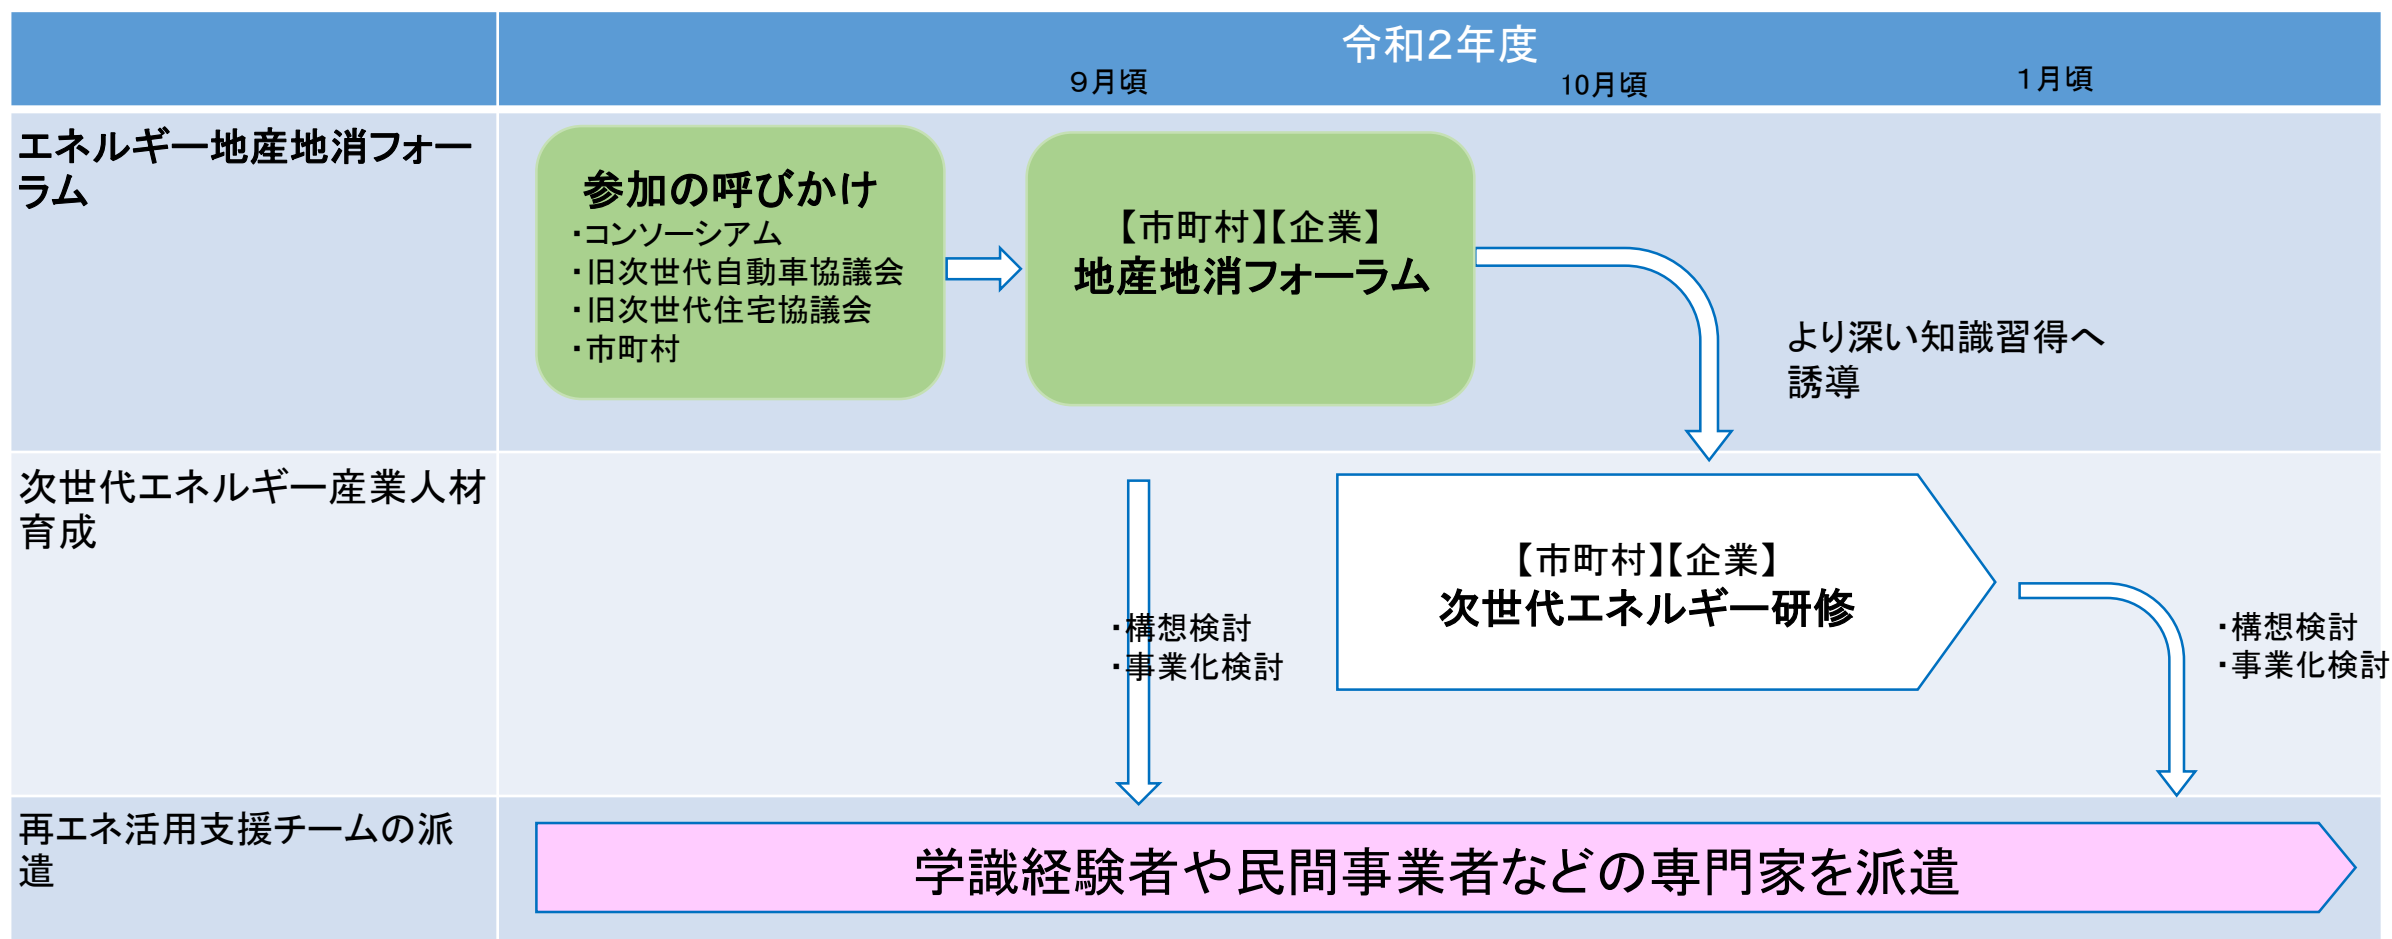 令和２年度
９月頃
10月頃
１月頃
エネルギー地産地消フォー
ラム
参加の呼びかけ
・コンソーシアム
・旧次世代自動車協議会
・旧次世代住宅協議会
・市町村
【市町村】【企業】
地産地消フォーラム
より深い知識習得へ
誘導
次世代エネルギー産業人材
育成
・構想検討
・事業化検討
【市町村】【企業】
次世代エネルギー研修
・構想検討
・事業化検討
再エネ活用支援チームの派
遣
学識経験者や民間事業者などの専門家を派遣